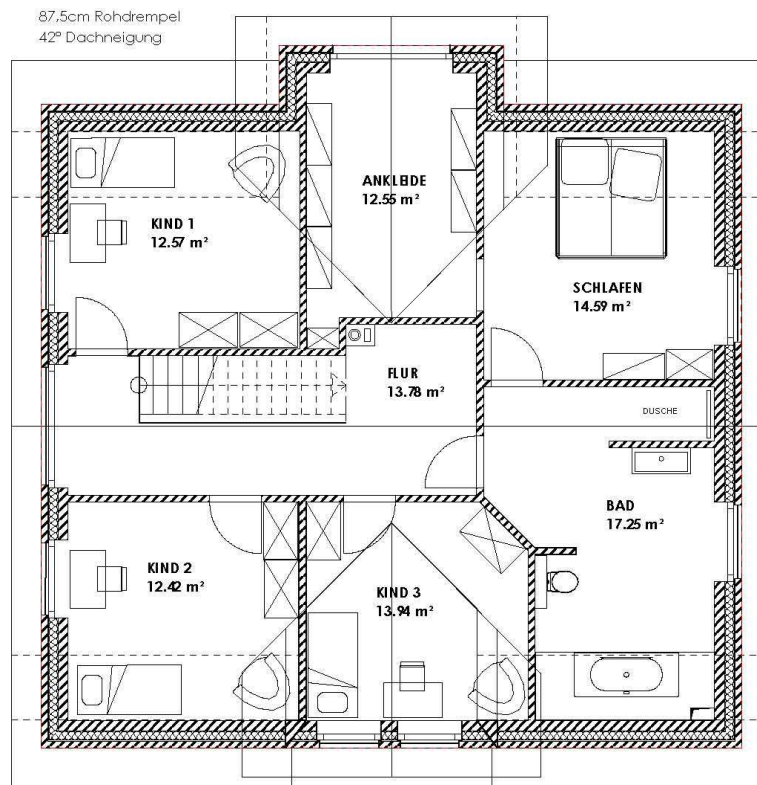 87,5cm Rohdrempel
42° Dachneigung
ANKLEIDE
12.55 m²
KIND 1
12.57 m²
SCHLAFEN
14.59 m²
FLUR
13.78 m²
DUSCHE
BAD
17.25 m²
KIND 2
12.42 m²
KIND 3
13.94 m²